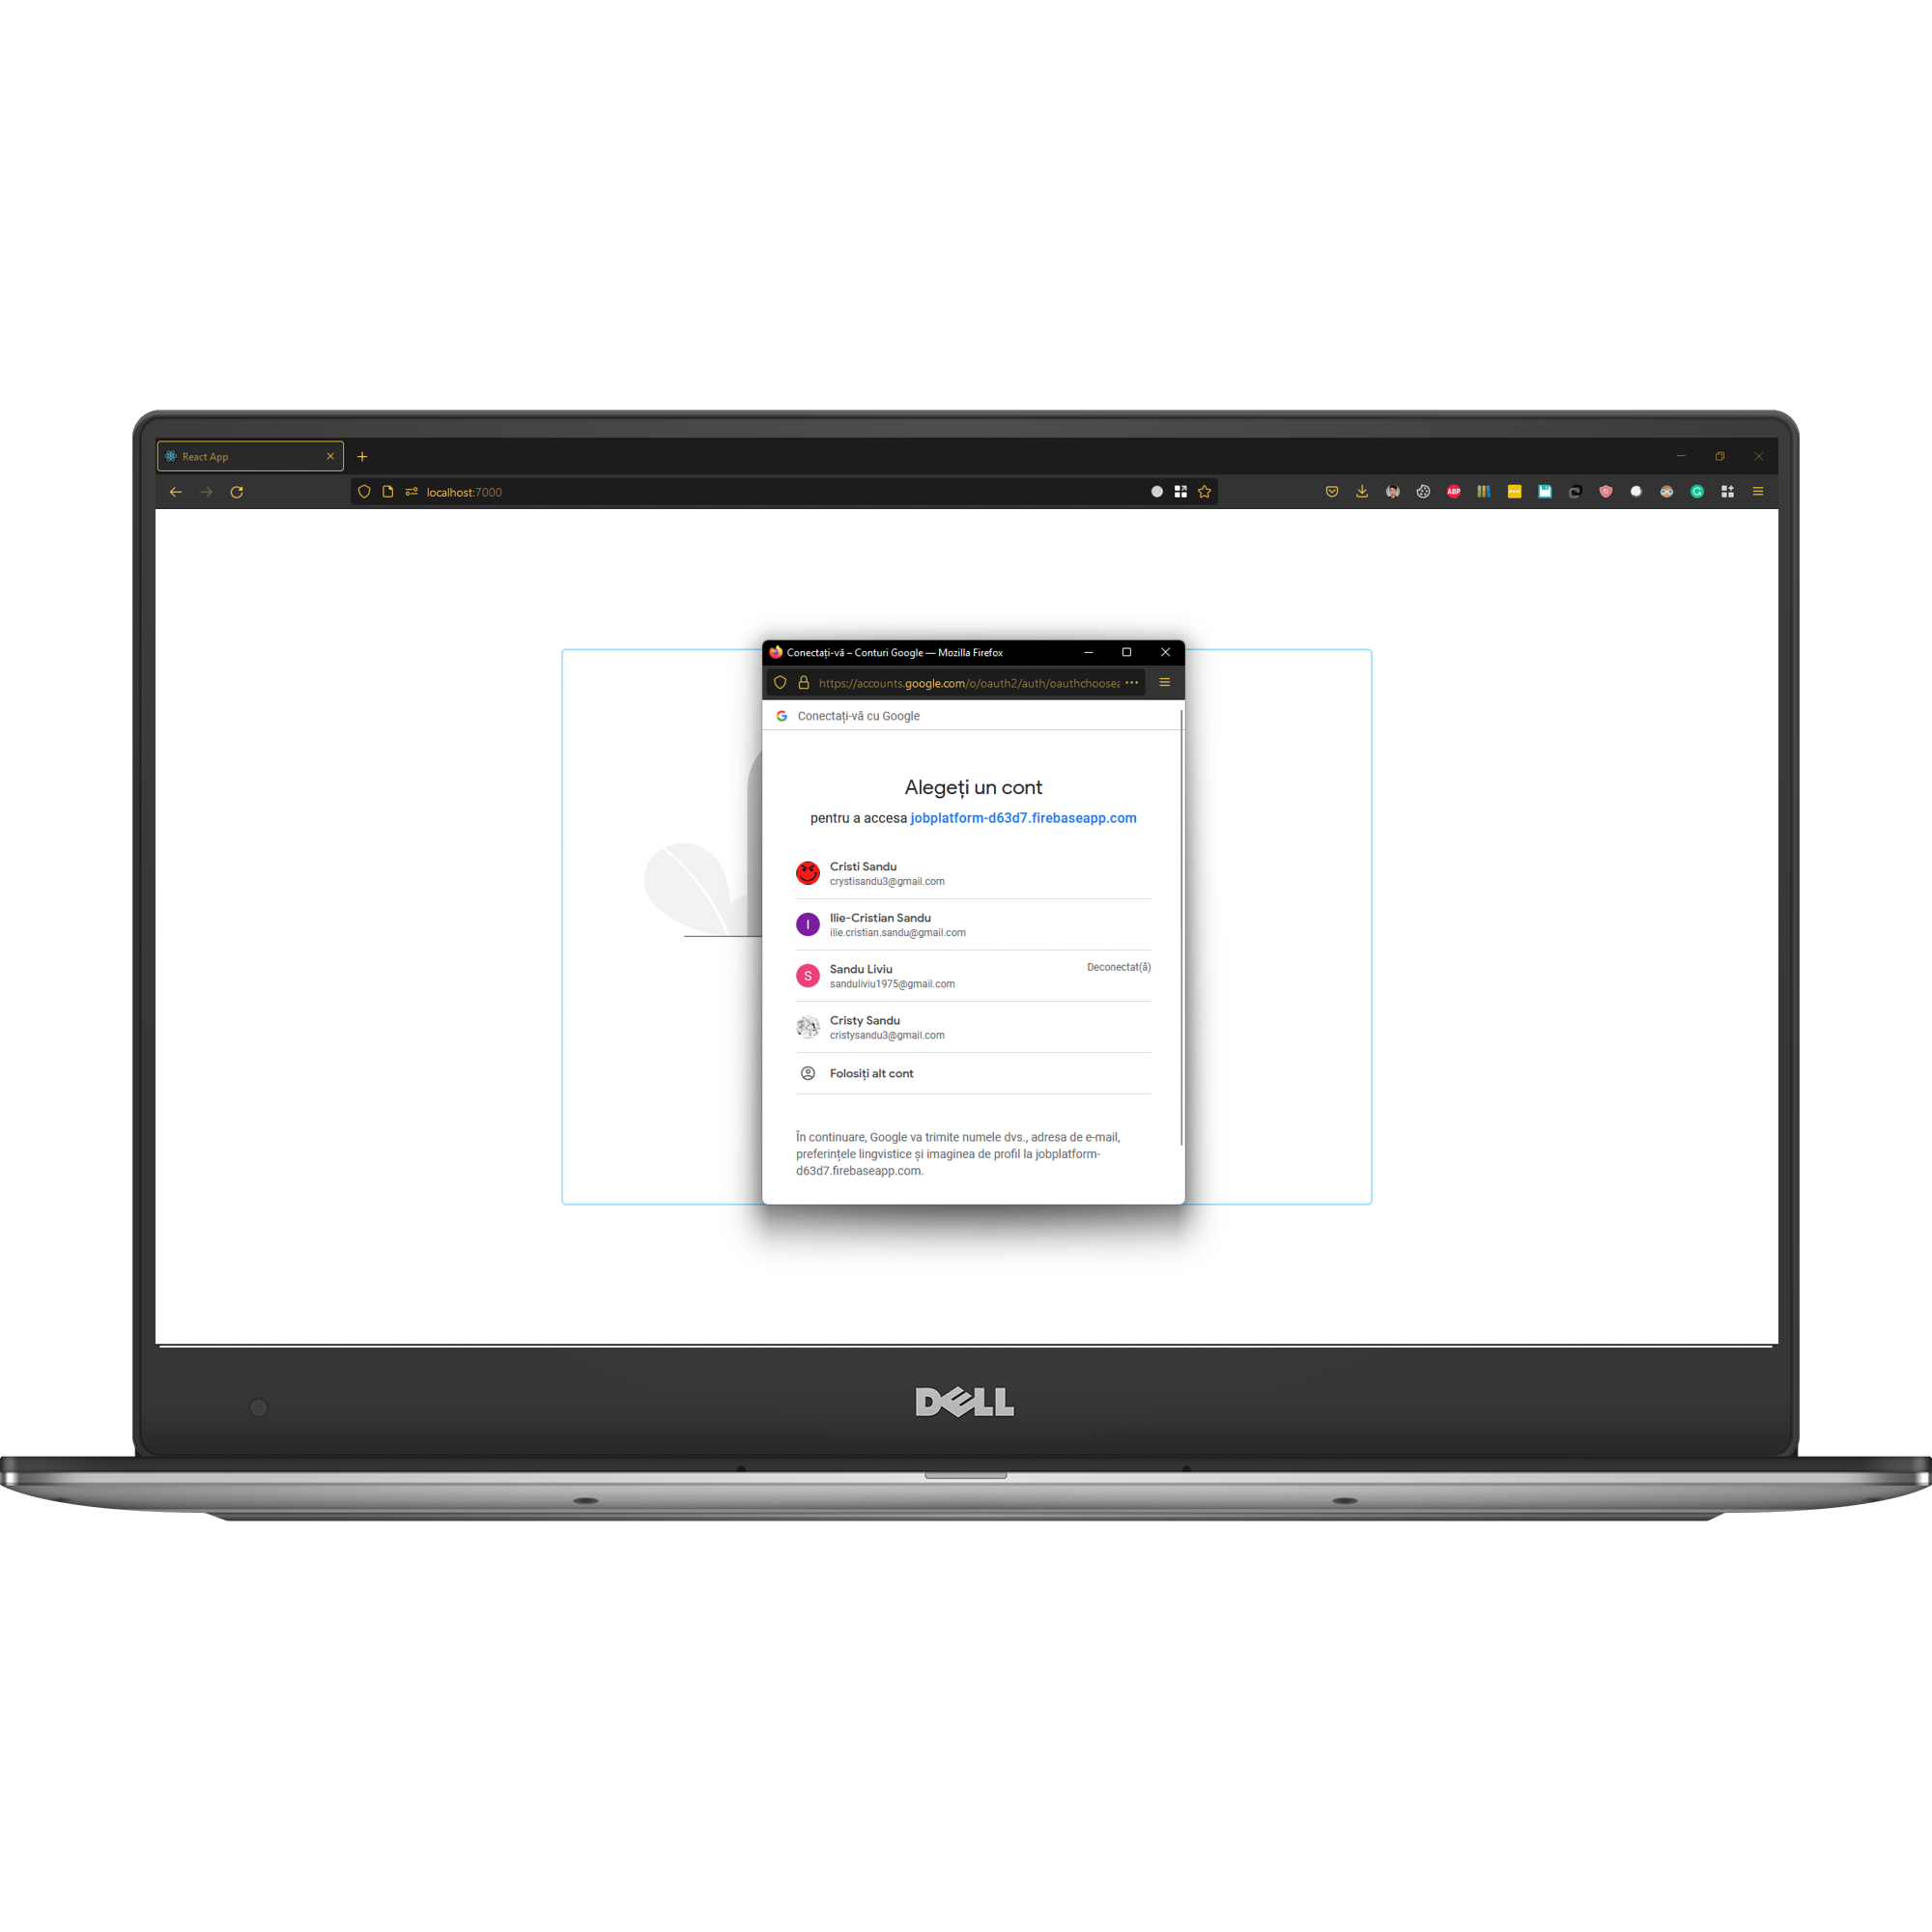 React App
localhost:7000
ABP
Conectați-vă – Conturi Google — Mozilla Firefox
https://accounts.google.com/o/oauth2/auth/oauthchoosea
G Conectați-vă cu Google
Alegeți un cont
pentru a accesa jobplatform-d63d7.firebaseapp.com
Cristi Sandu
crystisandu3@gmail.com
I
Ilie-Cristian Sandu
ilie.cristian.sandu@gmail.com
S
Sandu Liviu
Deconectat(ă)
sanduliviu1975@gmail.com
Cristy Sandu
cristysandu3@gmail.com
Folosiți alt cont
În continuare, Google va trimite numele dvs., adresa de e-mail,
preferințele lingvistice și imaginea de profil la jobplatform-
d63d7.firebaseapp.com.
DELL